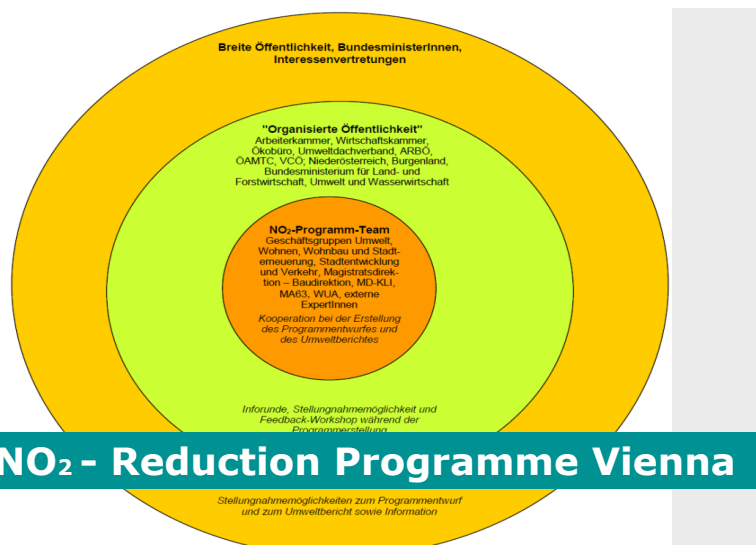 Breite Öffentlichkeit, BundesministerInnen,
Interessenvertretungen
"Organisierte Öffentlichkeit"
Arbeiterkammer, Wirtschaftskammer,
Ökobüro, Umweltdachverband, ARBÖ,
ÖAMTC, VCÖ; Niederösterreich, Burgenland,
Bundesministerium für Land- und
Forstwirtschaft, Umwelt und Wasserwirtschaft
NO₂-Programm-Team
Geschäftsgruppen Umwelt,
Wohnen, Wohnbau und Stadt-
erneuerung, Stadtentwicklung
und Verkehr, Magistratsdirek-
tion – Baudirektion, MD-KLI,
MA63, WUA, externe
ExpertInnen
Kooperation bei der Erstellung
des Programmentwurfes und
des Umweltberichtes
Inforunde, Stellungnahmemöglichkeit und
Feedback-Workshop während der
Programmerstellung
NO₂ - Reduction Programme Vienna
Stellungnahmemöglichkeiten zum Programmentwurf
und zum Umweltbericht sowie Information